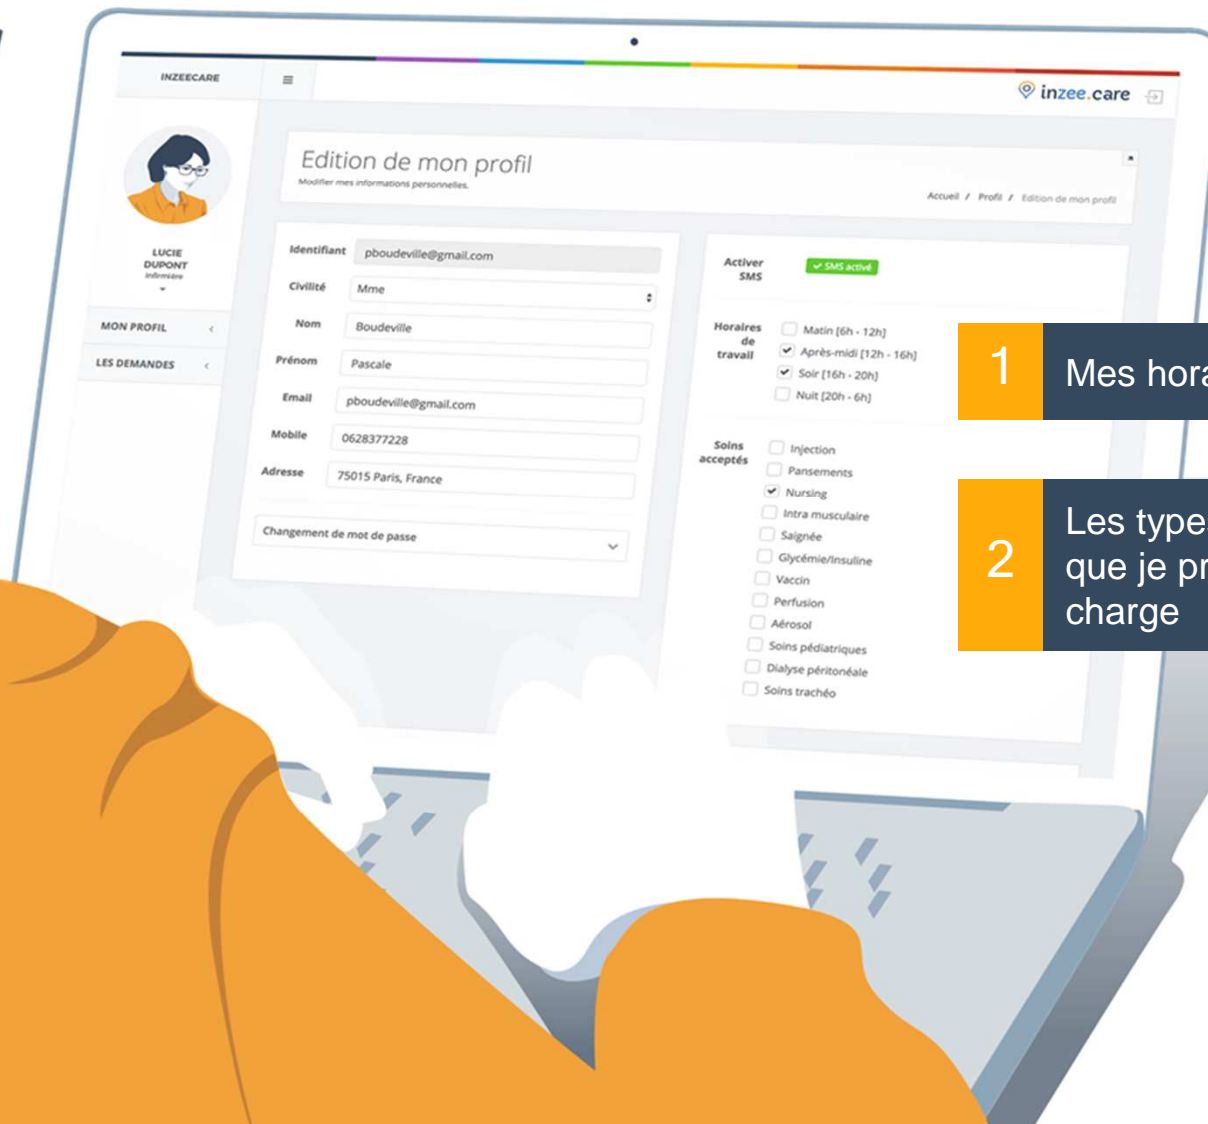 INZEECARE
inzee.care
LUCIE
DUPONT
Infirmière
MON PROFIL
LES DEMANDES
Edition de mon profil
Modifier mes informations personnelles.
Accueil / Profil / Edition de mon profil
Identifiant pboudeville@gmail.com
Civilité Mme
Nom Boudeville
Prénom Pascale
Email pboudeville@gmail.com
Mobile 0628377228
Adresse 75015 Paris, France
Changement de mot de passe
Activer
SMS
SMS activé
Horaires
de
travail
Matin [6h - 12h]
Après-midi [12h - 16h]
Soir [16h - 20h]
Nuit [20h - 6h]
Soins
acceptés
Injection
Pansements
Nursing
Intra musculaire
Saignée
Glycémie/Insuline
Vaccin
Perfusion
Aérosol
Soins pédiatriques
Dialyse péritonéale
Soins trachéo
1
Mes hora
2
Les types
que je pr
charge